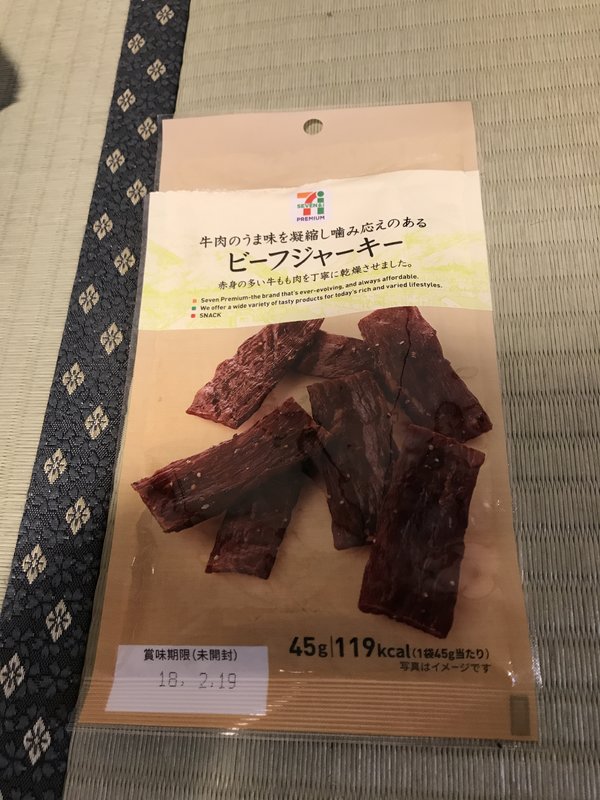 SEVEN&i
PREMIUM
牛肉のうま味を凝縮し噛み応えのある
ビーフジャーキー
赤身の多い牛もも肉を丁寧に乾燥させました。
Seven Premium-the brand that's ever-evolving, and always affordable.
We offer a wide variety of tasty products for today's rich and varied lifestyles.
SNACK
45g 119kcal(1袋45g当たり)
写真はイメージです
賞味期限(未開封)
18, 2.19